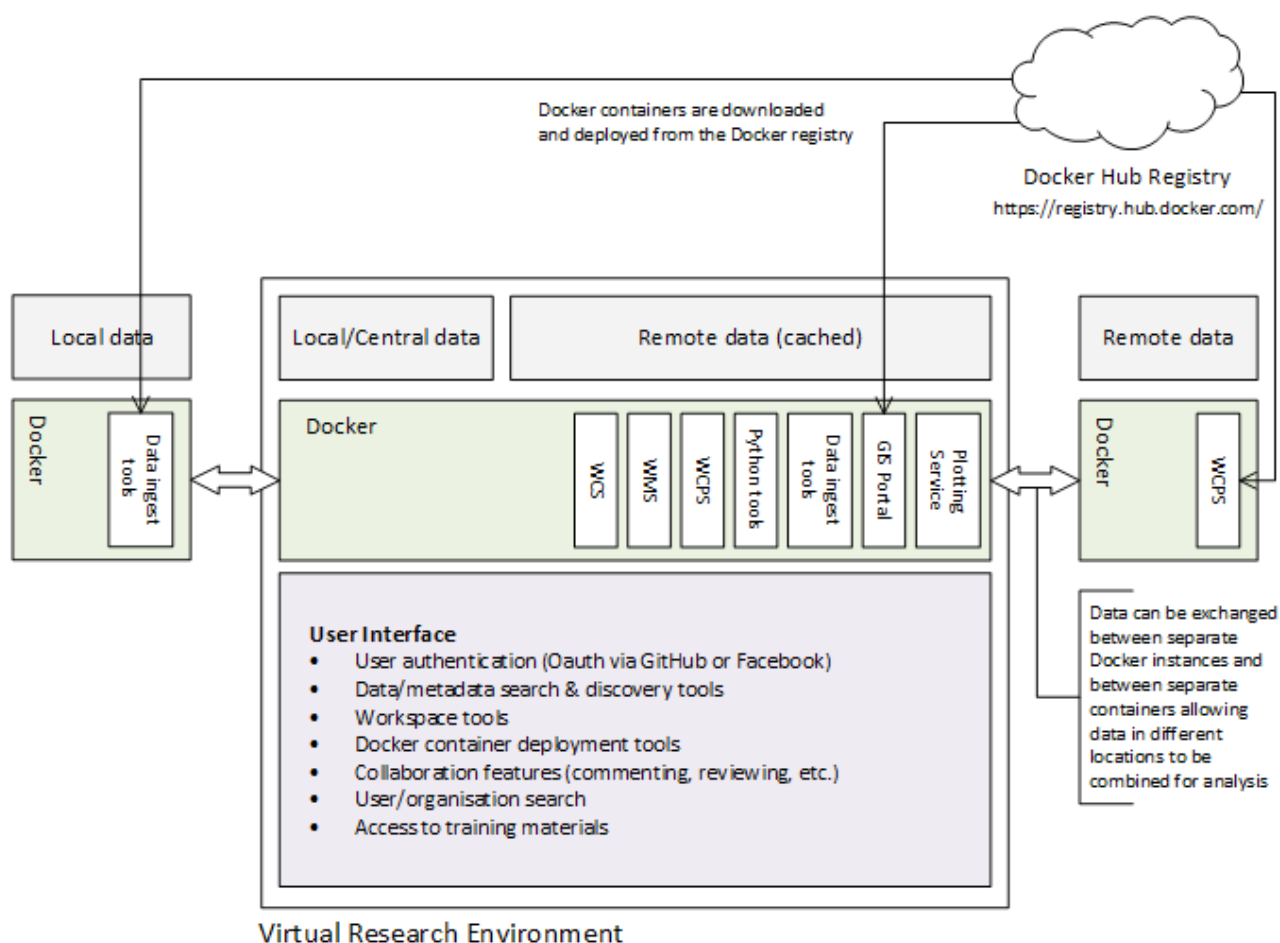 Docker containers are downloaded
and deployed from the Docker registry
Docker Hub Registry
https://registry.hub.docker.com/
Local data
Local/Central data
Remote data (cached)
Remote data
Docker
Data ingest
tools
Docker
WCS
WMS
WCPS
Python tools
Data ingest
tools
GIS Portal
Plotting
Service
Docker
WCPS
User Interface
• User authentication (Oauth via GitHub or Facebook)
• Data/metadata search & discovery tools
• Workspace tools
• Docker container deployment tools
• Collaboration features (commenting, reviewing, etc.)
• User/organisation search
• Access to training materials
Data can be exchanged
between separate
Docker instances and
between separate
containers allowing
data in different
locations to be
combined for analysis
Virtual Research Environment